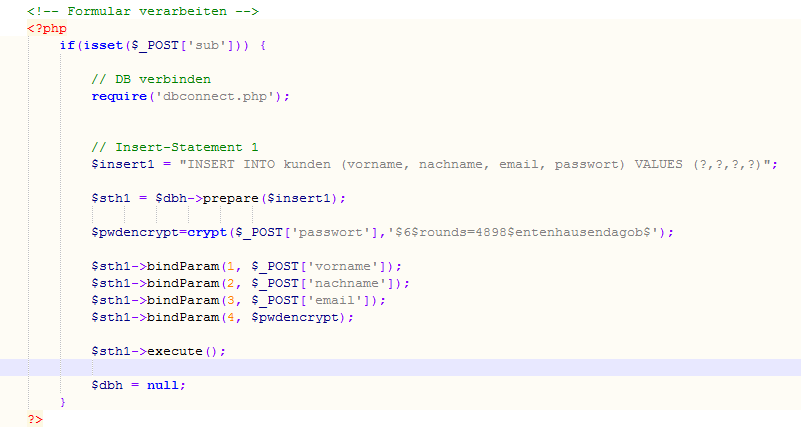 <!-- Formular verarbeiten -->
<?php
if(isset($_POST['sub'])) {
// DB verbinden
require('dbconnect.php');
// Insert-Statement 1
$insert1 = "INSERT INTO kunden (vorname, nachname, email, passwort) VALUES (?,?,?,?)";
$sth1 = $dbh->prepare($insert1);
$pwdencrypt=crypt($_POST['passwort'],'$6$rounds=4898$entenhausendagob$');
$sth1->bindParam(1, $_POST['vorname']);
$sth1->bindParam(2, $_POST['nachname']);
$sth1->bindParam(3, $_POST['email']);
$sth1->bindParam(4, $pwdencrypt);
$sth1->execute();
$dbh = null;
}
?>